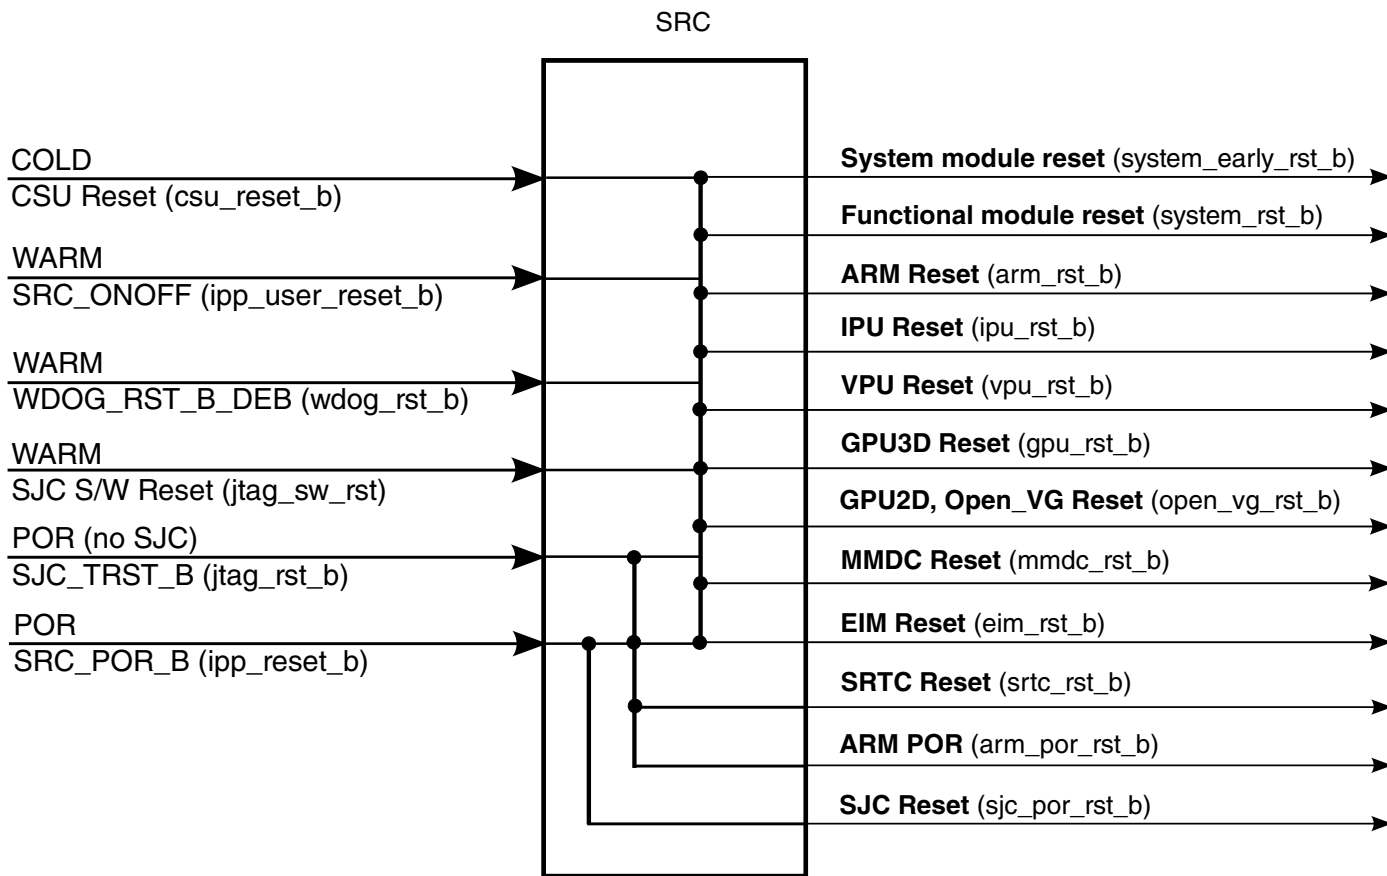 SRC
COLD
CSU Reset (csu_reset_b)
WARM
SRC_ONOFF (ipp_user_reset_b)
WARM
WDOG_RST_B_DEB (wdog_rst_b)
WARM
SJC S/W Reset (jtag_sw_rst)
POR (no SJC)
SJC_TRST_B (jtag_rst_b)
POR
SRC_POR_B (ipp_reset_b)
System module reset (system_early_rst_b)
Functional module reset (system_rst_b)
ARM Reset (arm_rst_b)
IPU Reset (ipu_rst_b)
VPU Reset (vpu_rst_b)
GPU3D Reset (gpu_rst_b)
GPU2D, Open_VG Reset (open_vg_rst_b)
MMDC Reset (mmdc_rst_b)
EIM Reset (eim_rst_b)
SRTC Reset (srtc_rst_b)
ARM POR (arm_por_rst_b)
SJC Reset (sjc_por_rst_b)